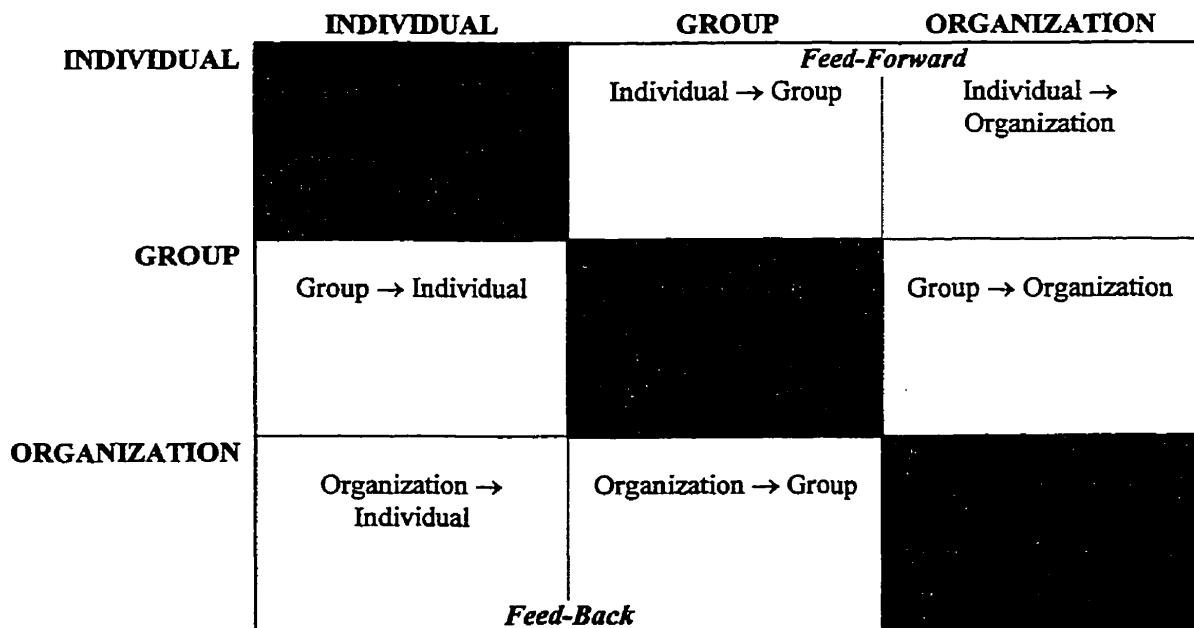 INDIVIDUAL GROUP ORGANIZATION
INDIVIDUAL
Feed-Forward
Individual → Group
Individual →
Organization
GROUP
Group → Individual
Group → Organization
ORGANIZATION
Organization →
Individual
Organization → Group
Feed-Back